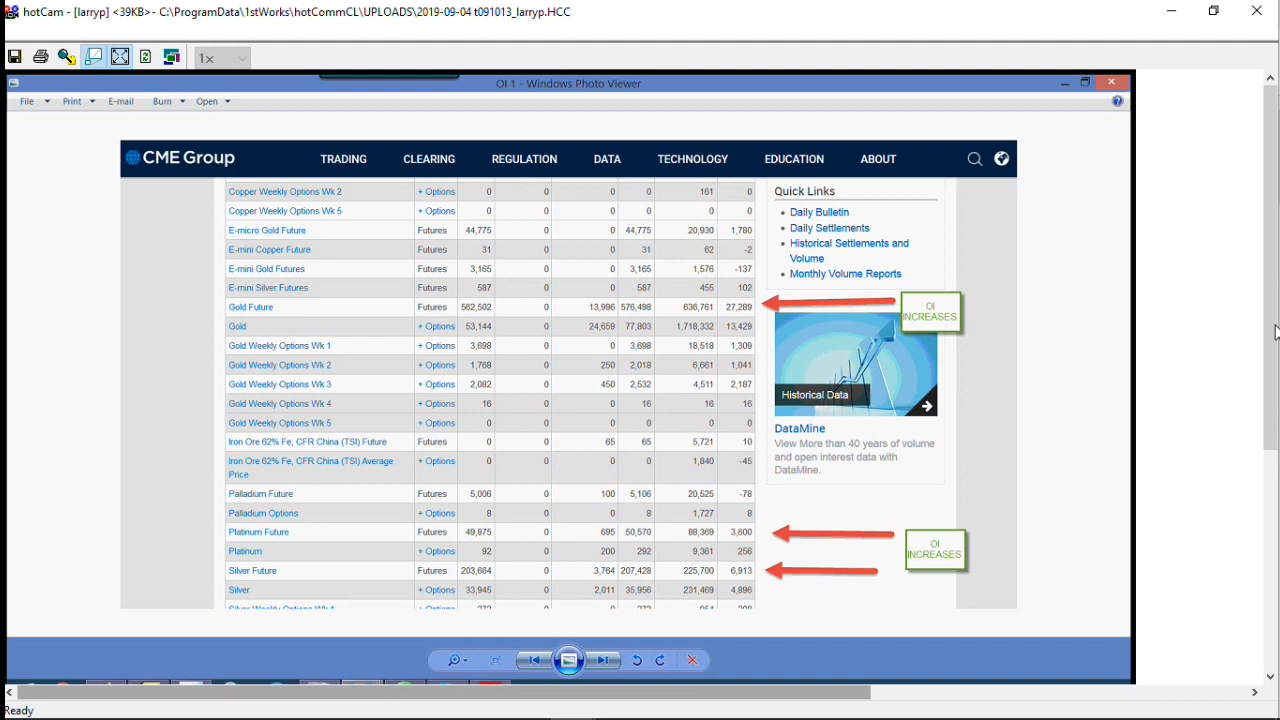 hotCam - [larryp] <39KB>- C:\ProgramData\1stWorks\hotCommCL\UPLOADS\2019-09-04 t091013_larryp.HCC
1x
OI 1 - Windows Photo Viewer
File Print E-mail Burn Open
CME Group TRADING CLEARING REGULATION DATA TECHNOLOGY EDUCATION ABOUT
Copper Weekly Options Wk 2 + Options 0 0 0 0 161 0
Copper Weekly Options Wk 5 + Options 0 0 0 0 0 0
E-micro Gold Future Futures 44,775 0 0 44,775 20,930 1,780
E-mini Copper Future Futures 31 0 0 31 62 -2
E-mini Gold Futures Futures 3,165 0 0 3,165 1,576 -137
E-mini Silver Futures Futures 587 0 0 587 455 102
Gold Future Futures 562,502 0 13,996 576,498 636,761 27,289
Gold + Options 53,144 0 24,659 77,803 1,718,332 13,429
Gold Weekly Options Wk 1 + Options 3,698 0 0 3,698 18,518 1,309
Gold Weekly Options Wk 2 + Options 1,768 0 250 2,018 6,661 1,041
Gold Weekly Options Wk 3 + Options 2,082 0 450 2,532 4,511 2,187
Gold Weekly Options Wk 4 + Options 16 0 0 16 16 16
Gold Weekly Options Wk 5 + Options 0 0 0 0 0 0
Iron Ore 62% Fe, CFR China (TSI) Future Futures 0 0 65 65 5,721 10
Iron Ore 62% Fe, CFR China (TSI) Average + Options 0 0 0 0 1,840 -45
Price
Palladium Future Futures 5,006 0 100 5,106 20,525 -78
Palladium Options + Options 8 0 0 8 1,727 8
Platinum Future Futures 49,875 0 695 50,570 88,369 3,600
Platinum + Options 92 0 200 292 9,361 256
Silver Future Futures 203,664 0 3,764 207,428 225,700 6,913
Silver + Options 33,945 0 2,011 35,956 231,469 4,896
Quick Links
Daily Bulletin
Daily Settlements
Historical Settlements and
Volume
Monthly Volume Reports
OI
INCREASES
Historical Data
DataMine
View More than 40 years of volume
and open interest data with
DataMine.
OI
INCREASES
Ready